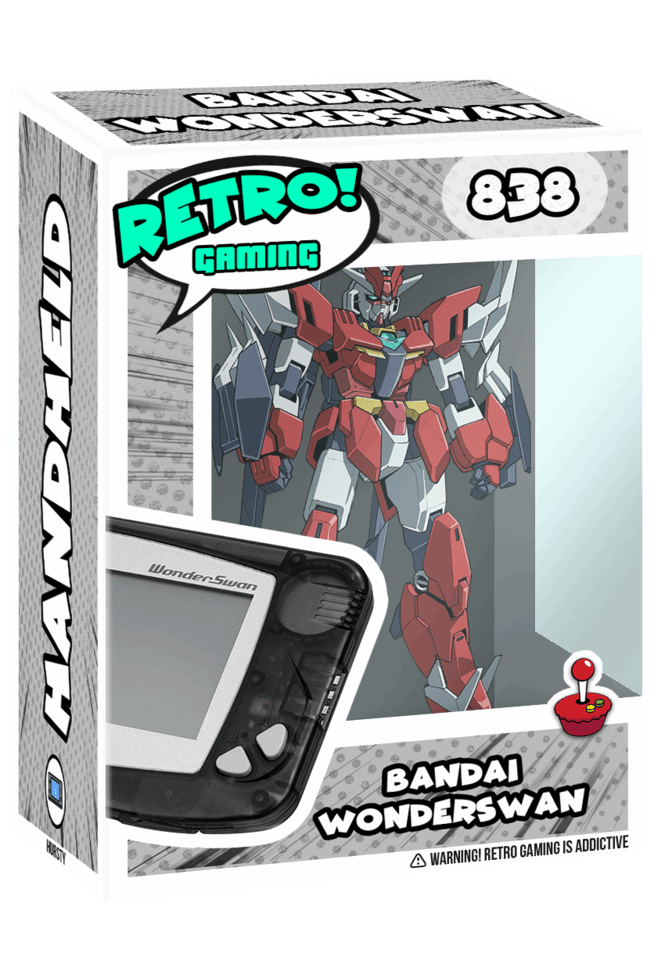 BANDAI
WONDERSWAN
RETRO!
GAMING
838
HANDHELD
WonderSwan
BANDAI
WONDERSWAN
HURSTY
WARNING! RETRO GAMING IS ADDICTIVE